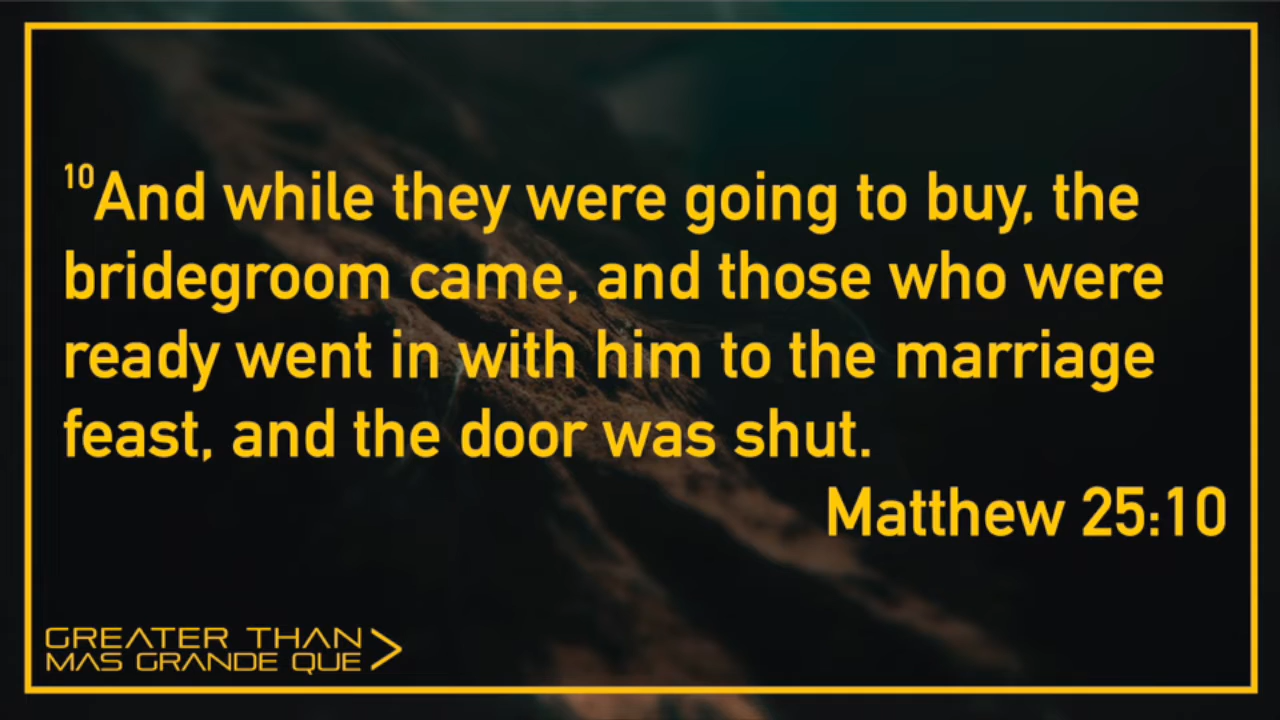 10And while they were going to buy, the
bridegroom came, and those who were
ready went in with him to the marriage
feast, and the door was shut.
Matthew 25:10
GREATER THAN >
MAS GRANDE QUE